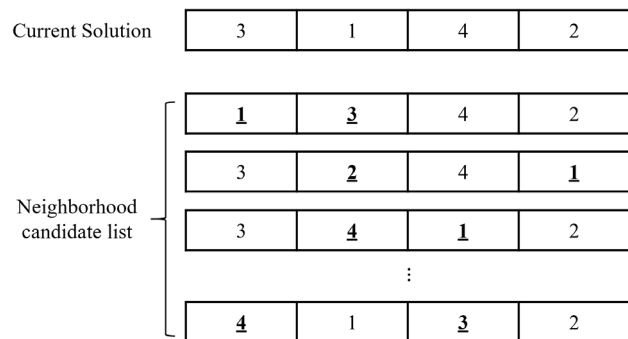 Current Solution 3 1 4 2
1 3 4 2
3 2 4 1
Neighborhood
candidate list
3 4 1 2
⋮
4 1 3 2